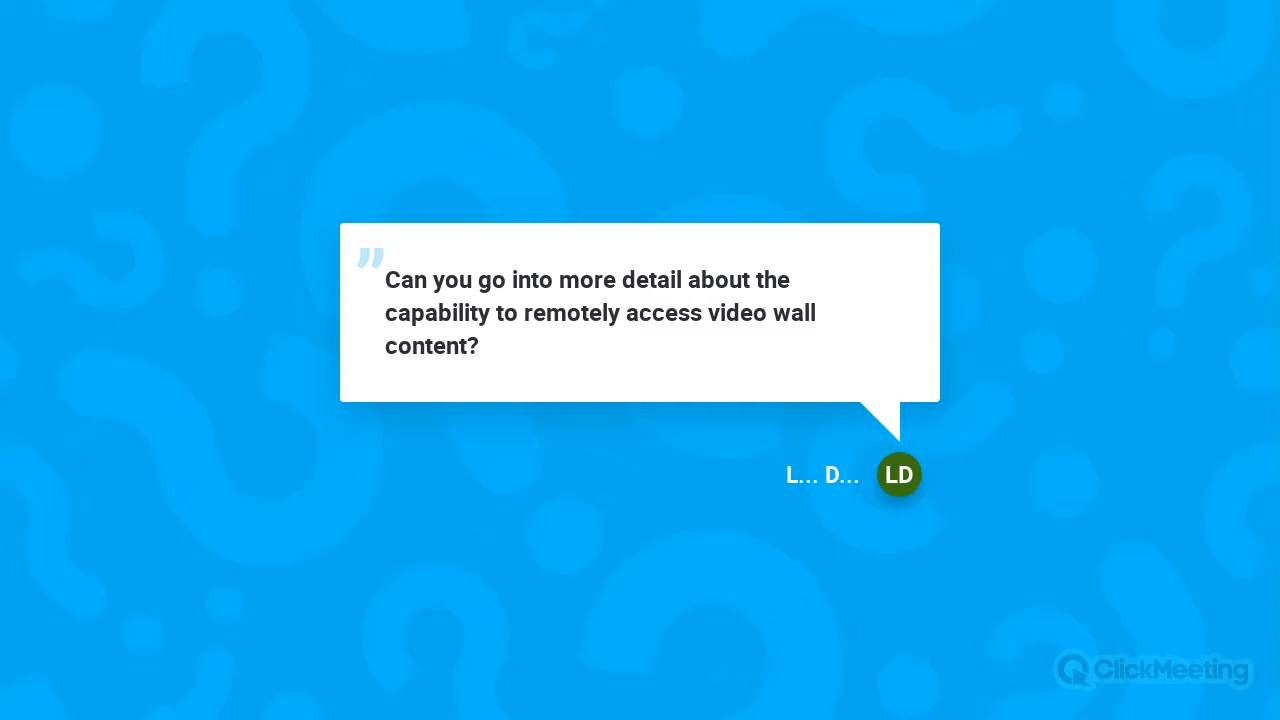 ”
Can you go into more detail about the
capability to remotely access video wall
content?
L... D... LD
ClickMeeting